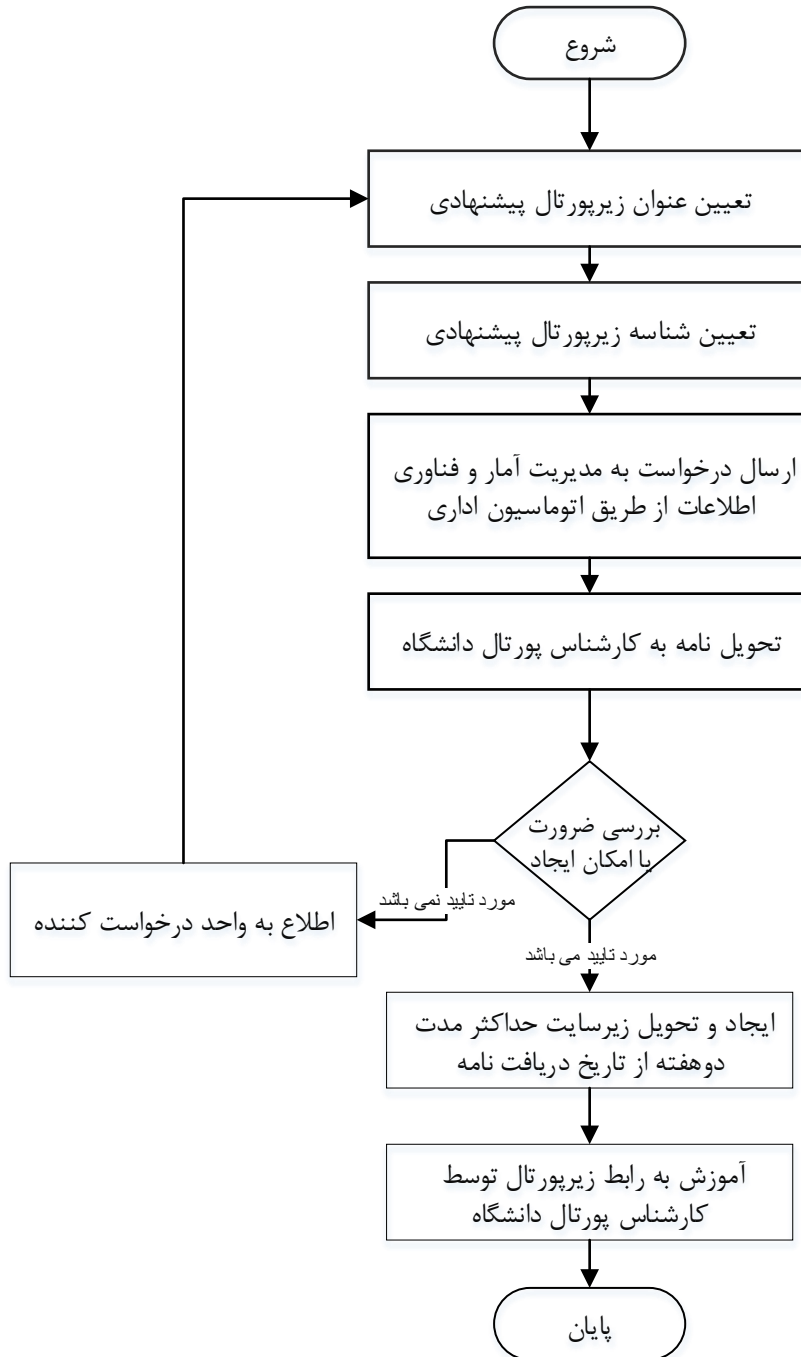 شروع
تعیین عنوان زیرپورتال پیشنهادی
تعیین شناسه زیرپورتال پیشنهادی
ارسال درخواست به مدیریت آمار و فناوری
اطلاعات از طریق اتوماسیون اداری
تحویل نامه به کارشناس پورتال دانشگاه
بررسی ضرورت
یا امکان ایجاد
مورد تایید نمی باشد
اطلاع به واحد درخواست کننده
مورد تایید می باشد
ایجاد و تحویل زیرسایت حداکثر مدت
دوهفته از تاریخ دریافت نامه
آموزش به رابط زیرپورتال توسط
کارشناس پورتال دانشگاه
پایان